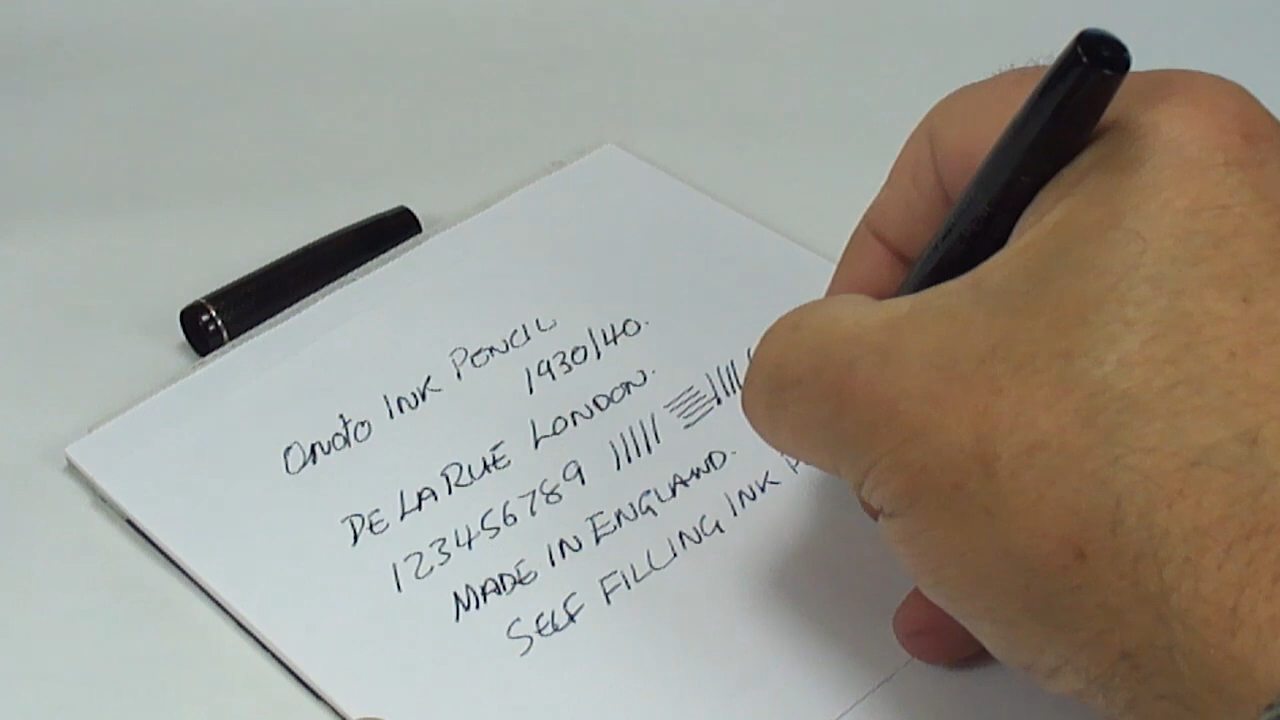 Onoto INK PENCIL
1930/40.
DE LA RUE LONDON.
123456789
MADE IN ENGLAND.
SELF FILLING INK P